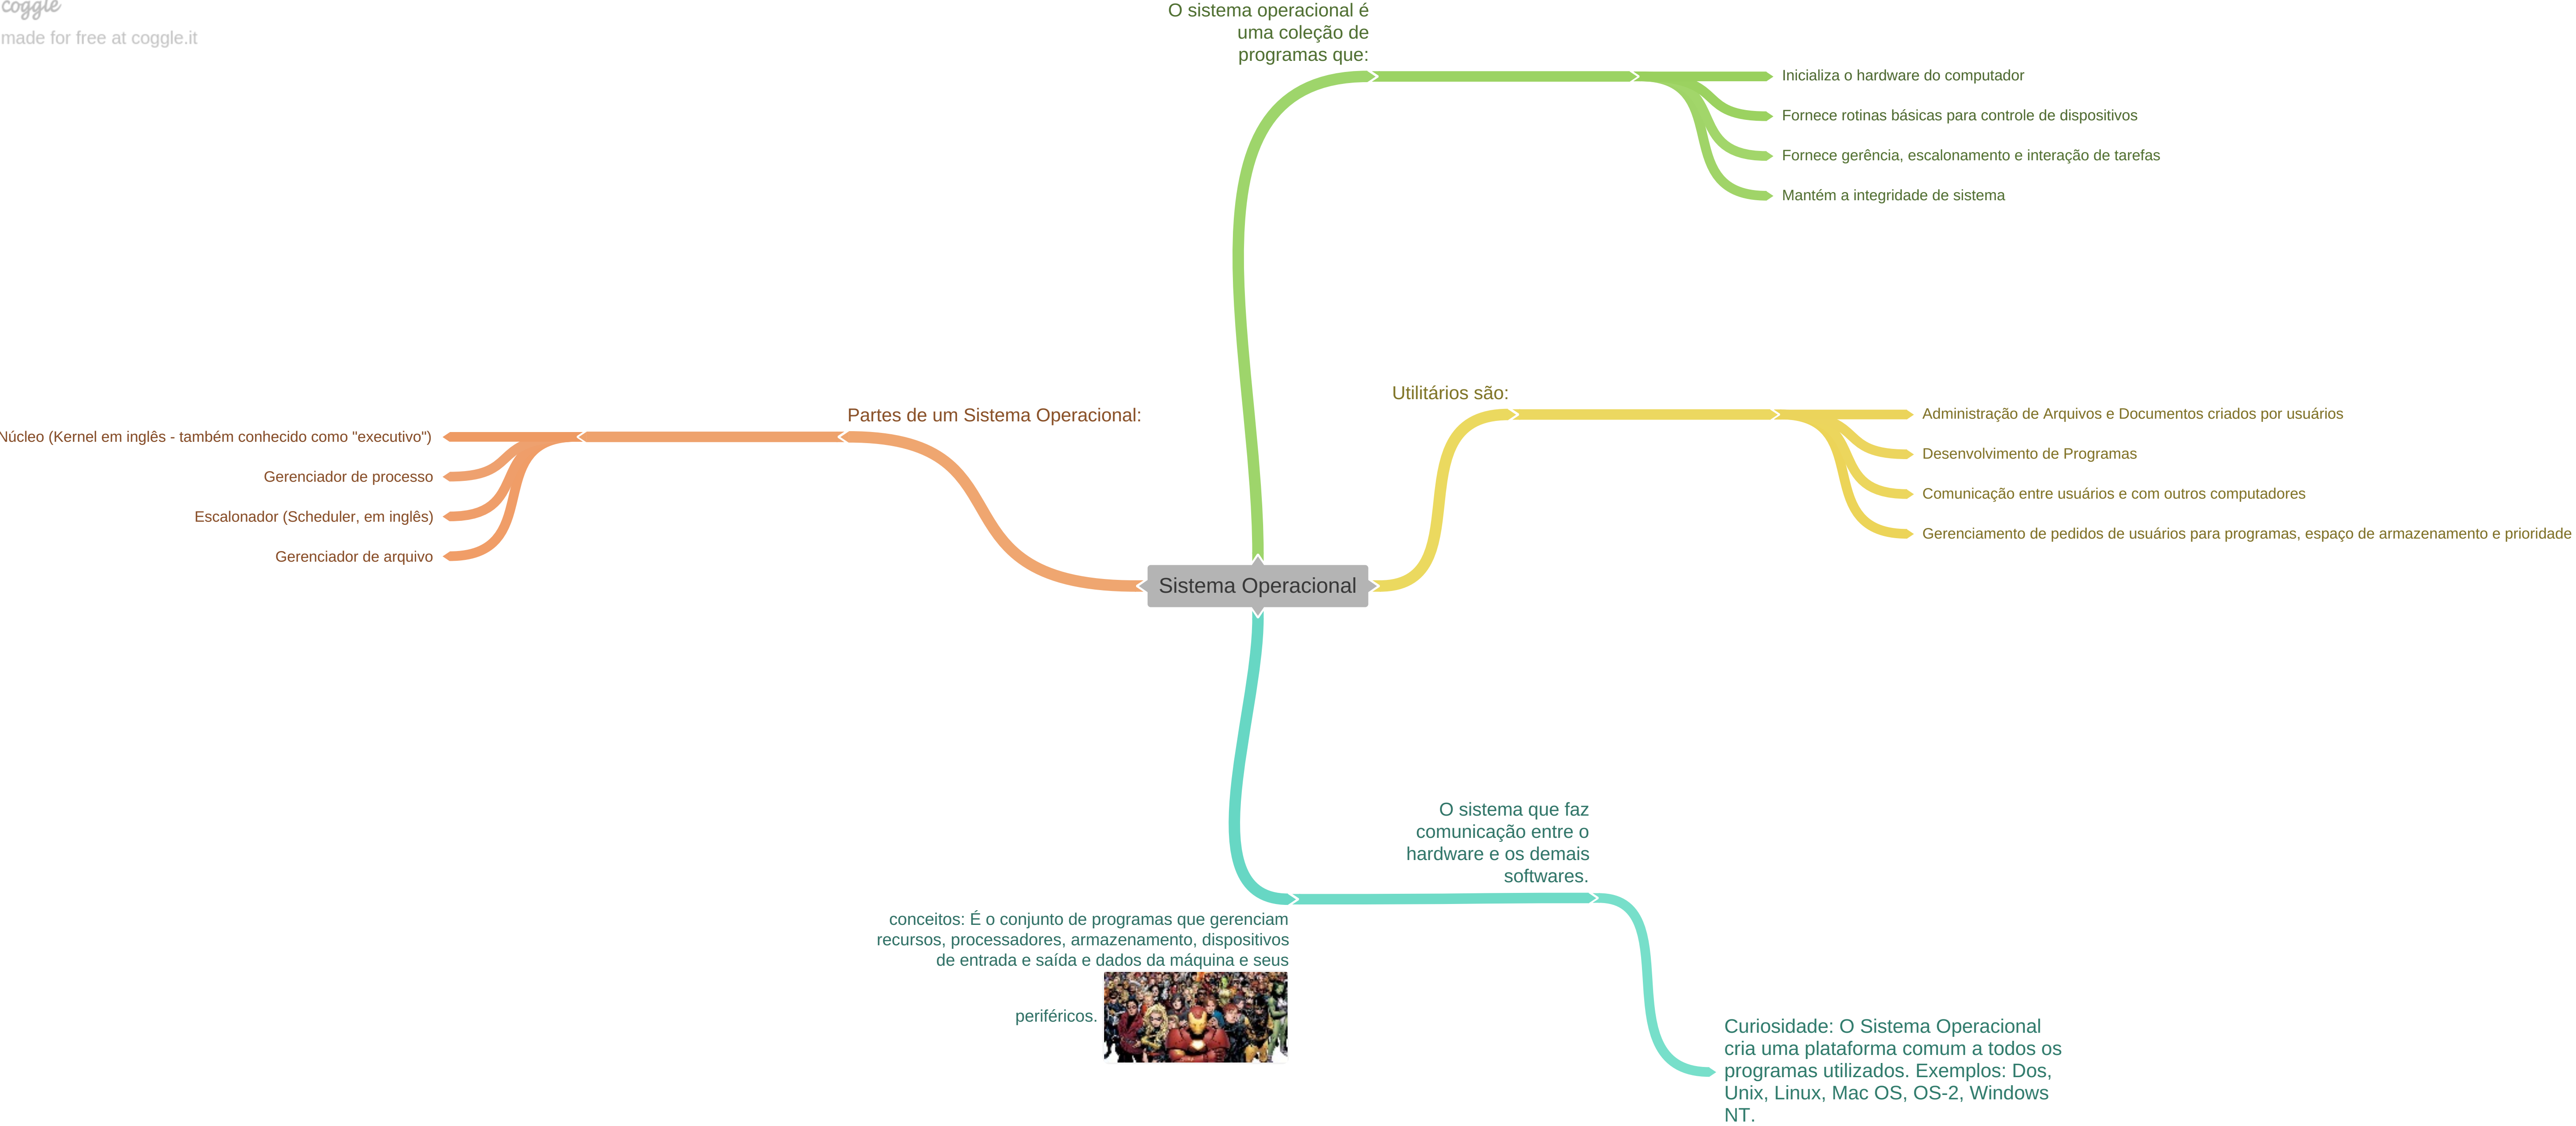 coggle
made for free at coggle.it
O sistema operacional é
uma coleção de
programas que:
Inicializa o hardware do computador
Fornece rotinas básicas para controle de dispositivos
Fornece gerência, escalonamento e interação de tarefas
Mantém a integridade de sistema
Utilitários são:
Administração de Arquivos e Documentos criados por usuários
Desenvolvimento de Programas
Comunicação entre usuários e com outros computadores
Gerenciamento de pedidos de usuários para programas, espaço de armazenamento e prioridade
Partes de um Sistema Operacional:
Núcleo (Kernel em inglês - também conhecido como "executivo")
Gerenciador de processo
Escalonador (Scheduler, em inglês)
Gerenciador de arquivo
Sistema Operacional
O sistema que faz
comunicação entre o
hardware e os demais
softwares.
conceitos: É o conjunto de programas que gerenciam
recursos, processadores, armazenamento, dispositivos
de entrada e saída e dados da máquina e seus
periféricos.
Curiosidade: O Sistema Operacional
cria uma plataforma comum a todos os
programas utilizados. Exemplos: Dos,
Unix, Linux, Mac OS, OS-2, Windows
NT.